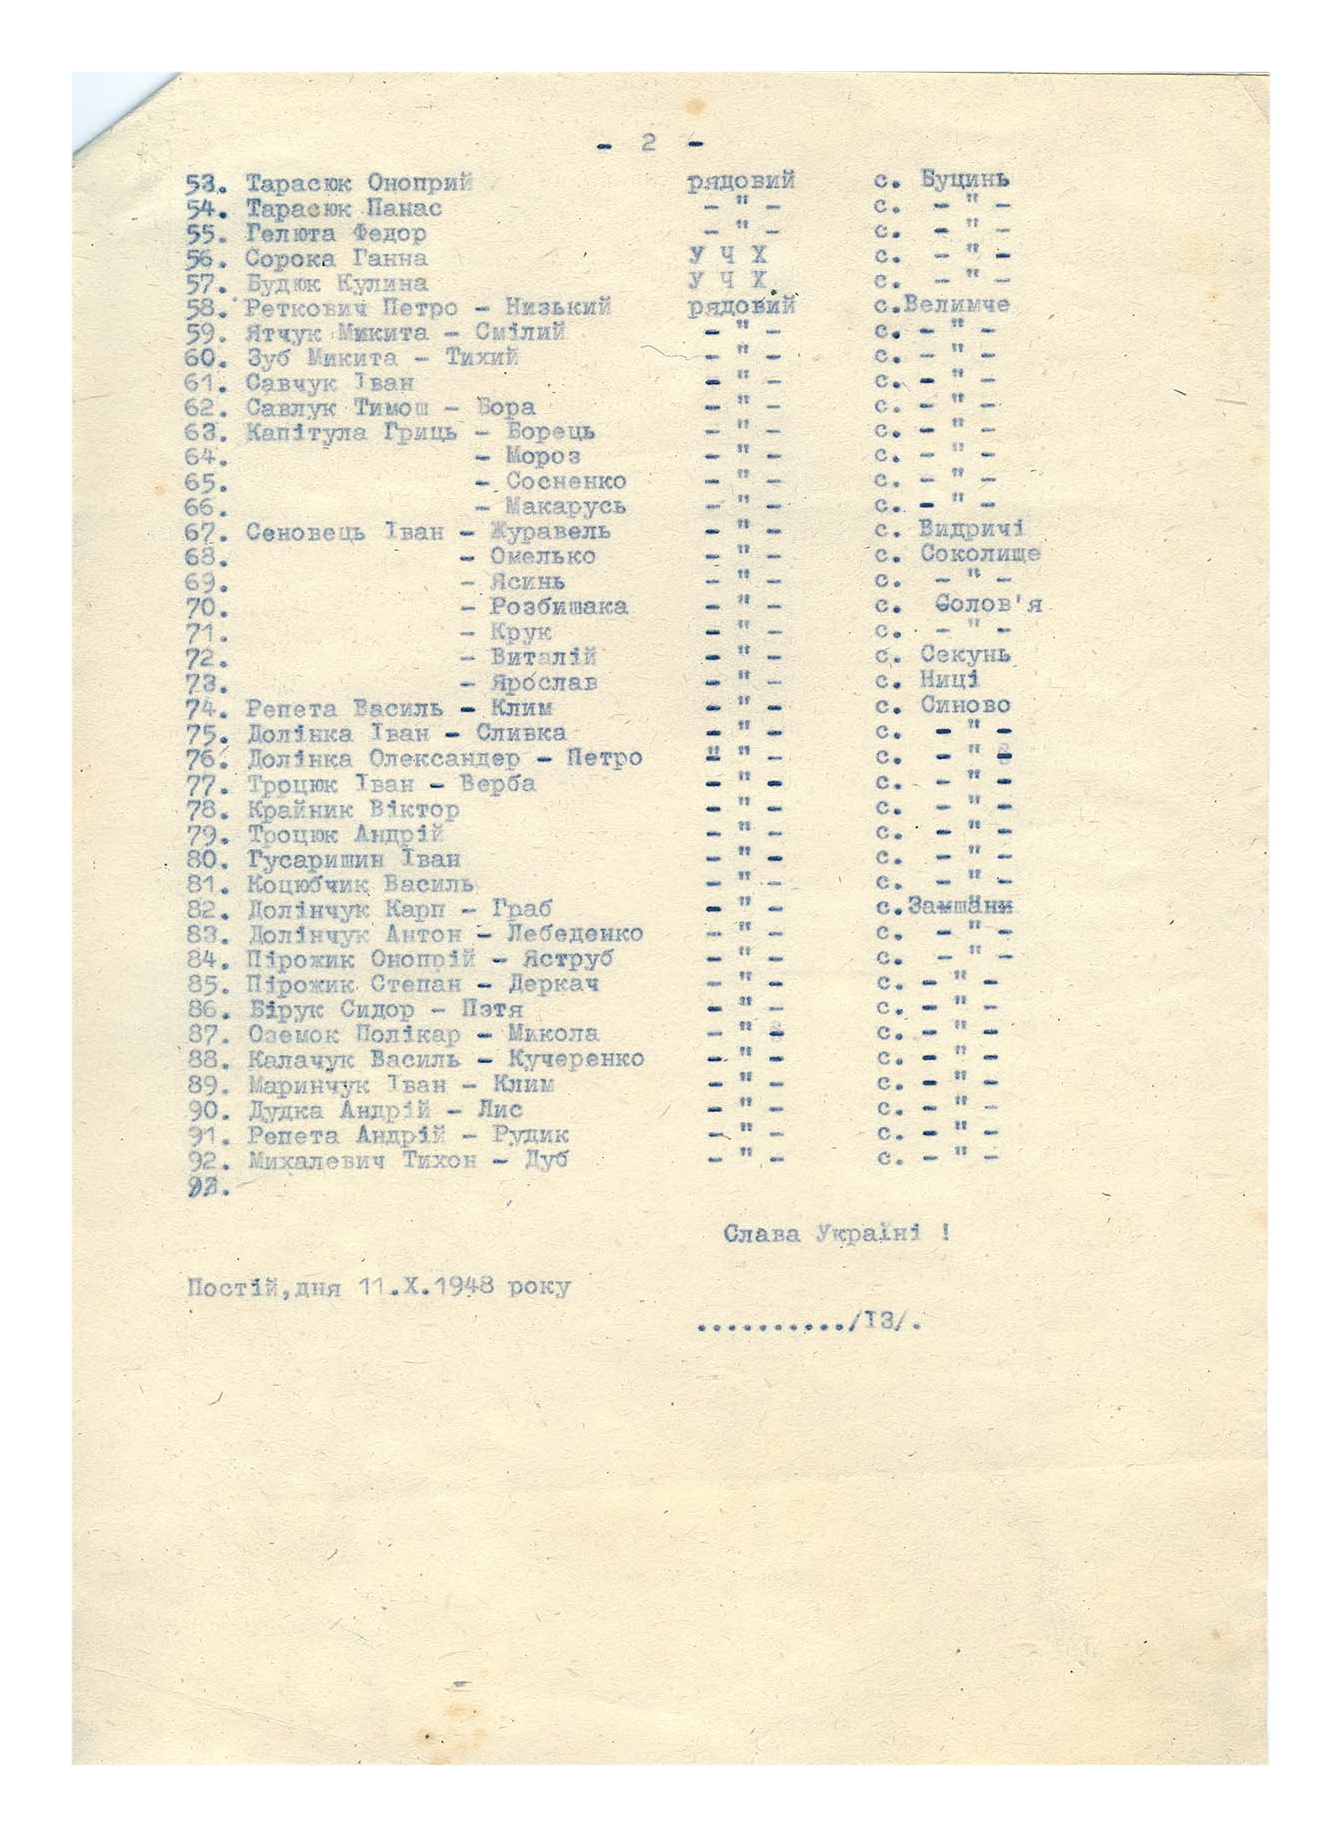 - 2 -
53. Тарасюк Оноприй рядовий с. Буцинь
54. Тарасюк Панас - " - с. - " -
55. Гелюта Федор - " - с. - " -
56. Сорока Ганна У Ч Х с. - " -
57. Будюк Кулина У Ч Х с. - " -
58. Реткович Петро - Низький рядовий с.Велимче
59. Ятчук Микита - Смілий - " - с. - " -
60. Зуб Микита - Тихий - " - с. - " -
61. Савчук Іван - " - с. - " -
62. Савлук Тимош - Бора - " - с. - " -
63. Капітула Гриць - Борець - " - с. - " -
64. - Мороз - " - с. - " -
65. - Сосненко - " - с. - " -
66. - Макарусь - " - с. - " -
67. Сеновець Іван - Журавель - " - с. Видричі
68. - Омелько - " - с. Соколище
69. - Ясинь - " - с. - " -
70. - Розбишака - " - с. Солов'я
71. - Крук - " - с. - " -
72. - Виталій - " - с. Секунь
73. - Ярослав - " - с. Ниці
74. Репета Василь - Клим - " - с. Синово
75. Долінка Іван - Сливка - " - с. - " -
76. Долінка Олександер - Петро " " - с. - " -
77. Троцюк Іван - Верба - " - с. - " -
78. Крайник Віктор - " - с. - " -
79. Троцюк Андрій - " - с. - " -
80. Гусаришин Іван - " - с. - " -
81. Коцюбчик Василь - " - с. - " -
82. Долінчук Карп - Граб - " - с.Замшани
83. Долінчук Антон - Лебеденко - " - с. - " -
84. Пірожик Онопрій - Яструб - " - с. - " -
85. Пірожик Степан - Деркач - " - с. - " -
86. Бірук Сидор - Пэтя - " - с. - " -
87. Оземок Полікар - Микола - " - с. - " -
88. Калачук Василь - Кучеренко - " - с. - " -
89. Маринчук Іван - Клим - " - с. - " -
90. Дудка Андрій - Лис - " - с. - " -
91. Репета Андрій - Рудик - " - с. - " -
92. Михалевич Тихон - Дуб - " - с. - " -
93.
Слава Україні !
Постій,дня 11.X.1948 року
........../ІЗ/.